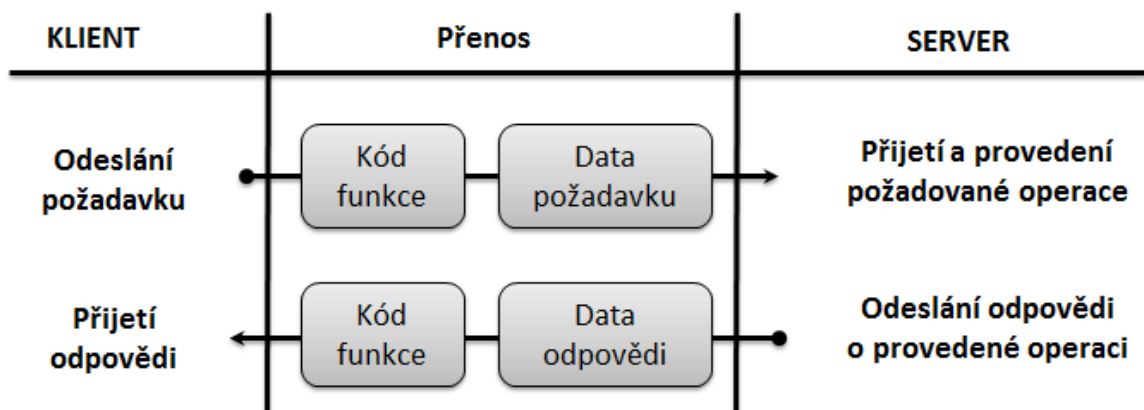 KLIENT
Přenos
SERVER
Odeslání
požadavku
Kód
funkce
Data
požadavku
Přijetí a provedení
požadované operace
Přijetí
odpovědi
Kód
funkce
Data
odpovědi
Odeslání odpovědi
o provedené operaci